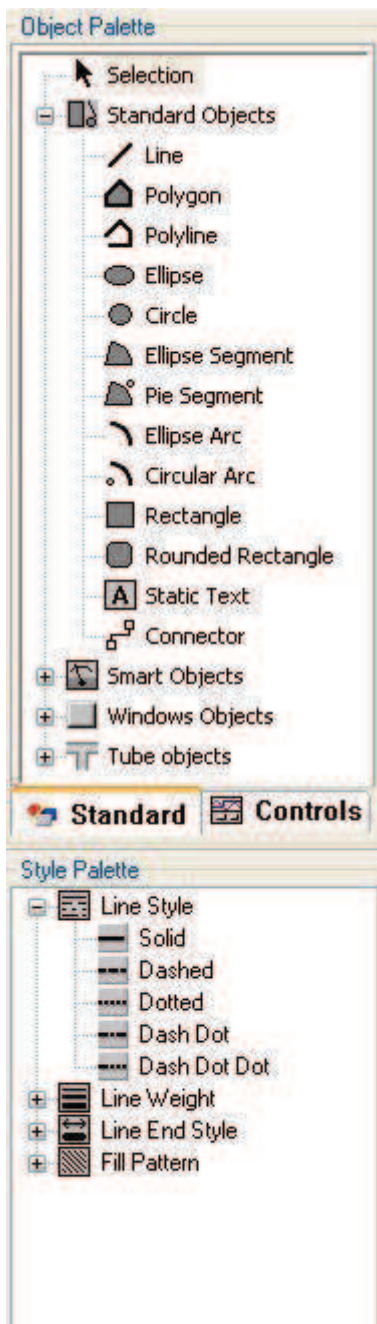 Object Palette
Selection
Standard Objects
Line
Polygon
Polyline
Ellipse
Circle
Ellipse Segment
Pie Segment
Ellipse Arc
Circular Arc
Rectangle
Rounded Rectangle
A Static Text
Connector
Smart Objects
Windows Objects
Tube objects
Standard Controls
Style Palette
Line Style
Solid
Dashed
Dotted
Dash Dot
Dash Dot Dot
Line Weight
Line End Style
Fill Pattern